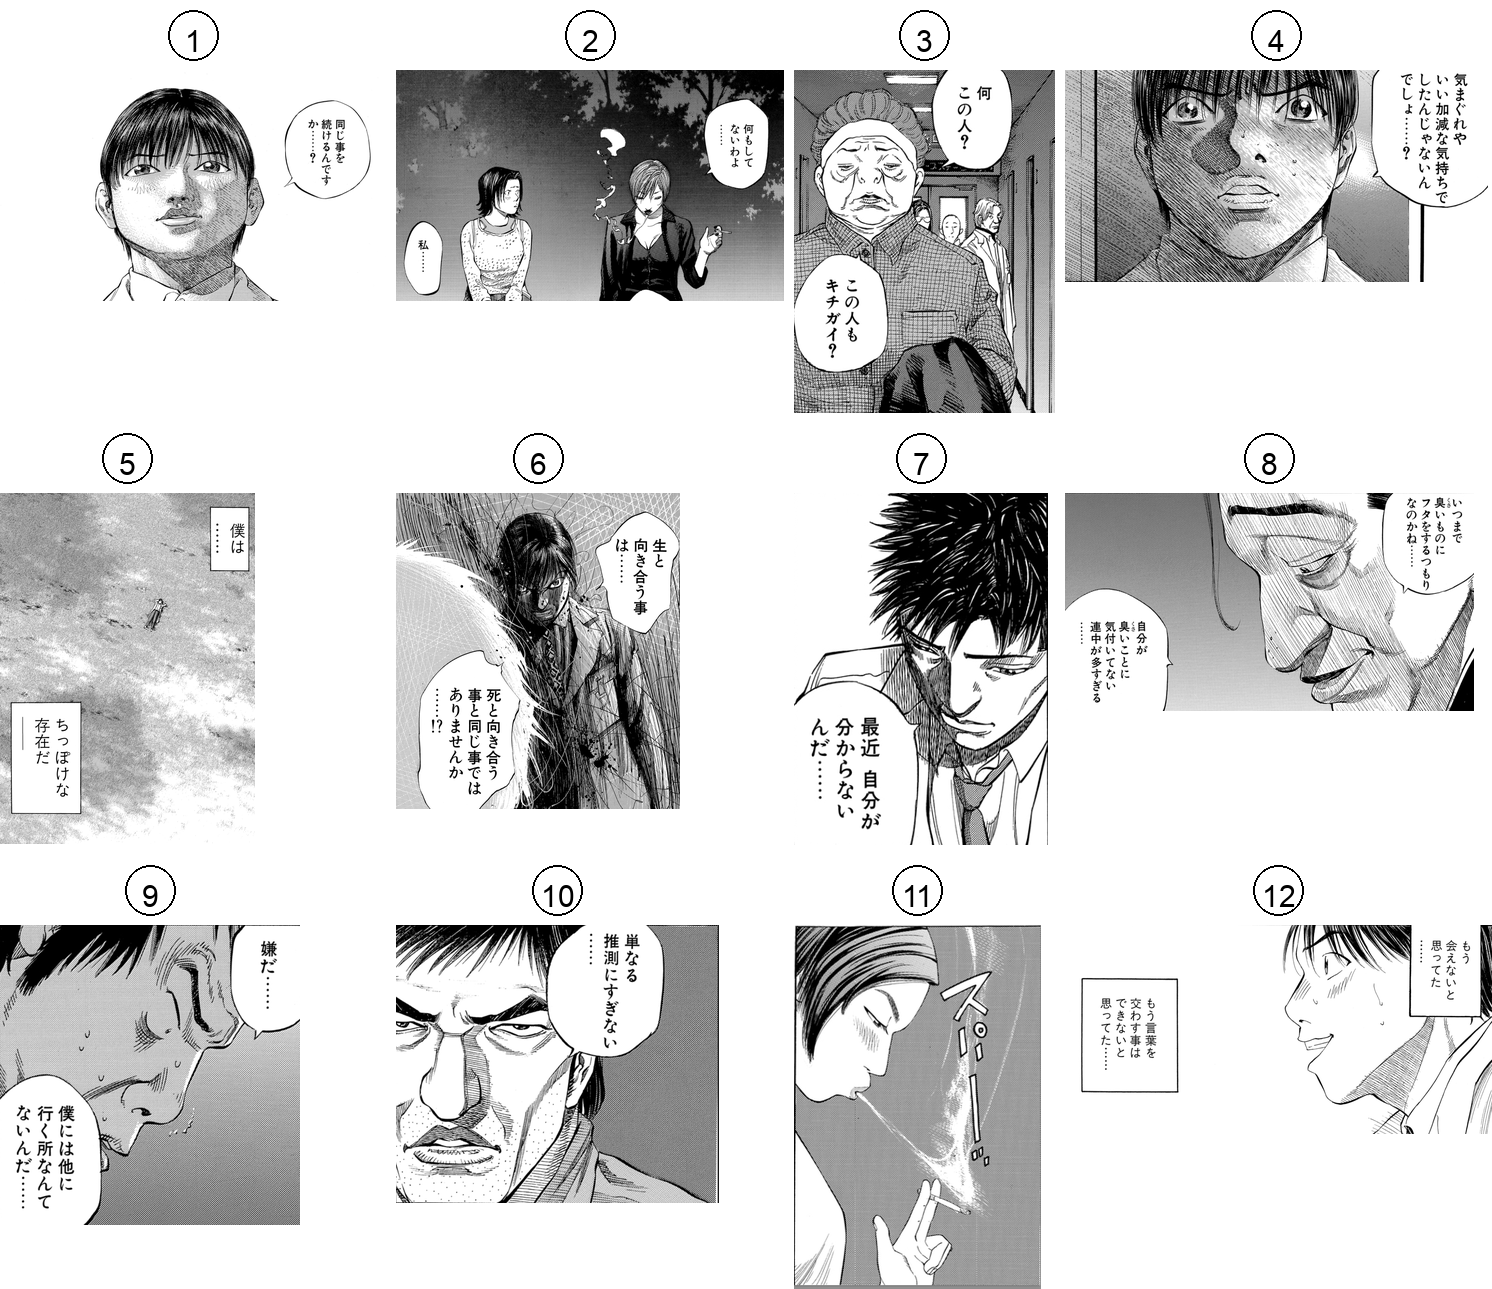 1
同じ事を
続けるんです
か……？
2
何もして
ないわよ
……
私……
3
何
この人？
この人も
キチガイ？
4
気まぐれや
いい加減な気持ちで
したんじゃないん
でしょ……？
5
僕は
……
ちっぽけな
存在だ
――
6
生と
向き合う事
は……
死と向き合う
事と同じ事では
ありませんか
……!?
7
最近 自分が
分からない
んだ……
8
いつまで
臭いものに
フタをするつもり
なのかね……
自分が
臭いことに
気付いてない
連中が多すぎる
……
9
嫌だ……
僕には他に
行く所なんて
ないんだ……
10
単なる
推測にすぎない
……
11
スパーー!!
12
もう
会えないと
思ってた
……
もう言葉を
交わす事は
できないと
思ってた……